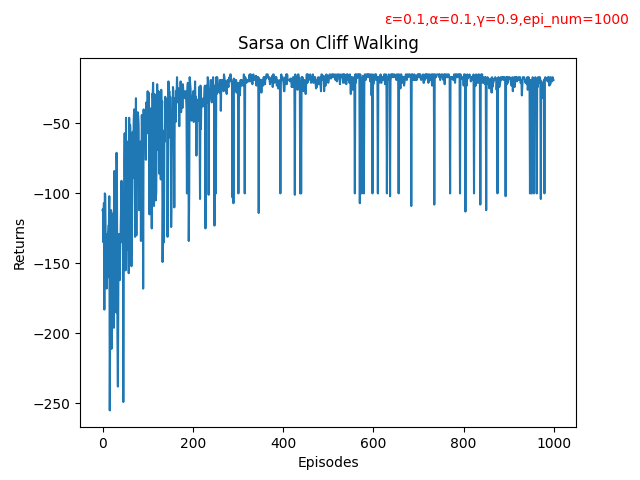 ε=0.1,α=0.1,γ=0.9,epi_num=1000
Sarsa on Cliff Walking
Returns
−50
−100
−150
−200
−250
0 200 400 600 800 1000
Episodes